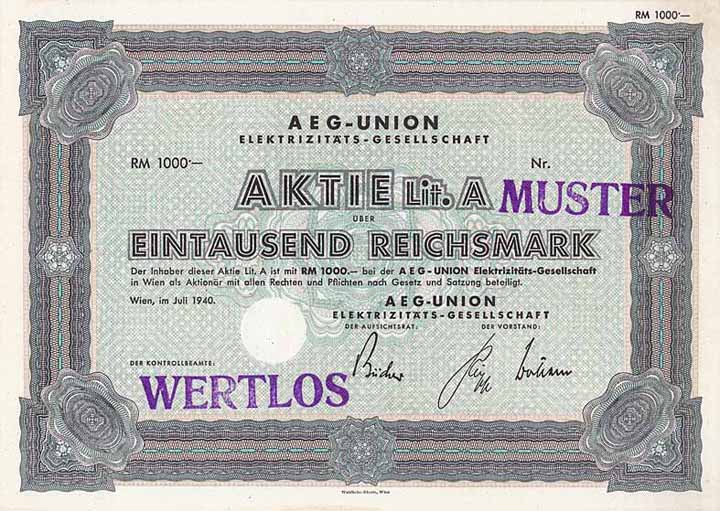 RM 1000·—
AEG-UNION
ELEKTRIZITÄTS-GESELLSCHAFT
RM 1000·— Nr.
AKTIE Lit. A MUSTER
ÜBER
EINTAUSEND REICHSMARK
Der Inhaber dieser Aktie Lit. A ist mit RM 1000.— bei der AEG-UNION Elektrizitäts-Gesellschaft
in Wien als Aktionär mit allen Rechten und Pflichten nach Gesetz und Satzung beteiligt.
Wien, im Juli 1940.
AEG-UNION
ELEKTRIZITÄTS-GESELLSCHAFT
DER AUFSICHTSRAT: DER VORSTAND:
Bücher
DER KONTROLLBEAMTE:
WERTLOS